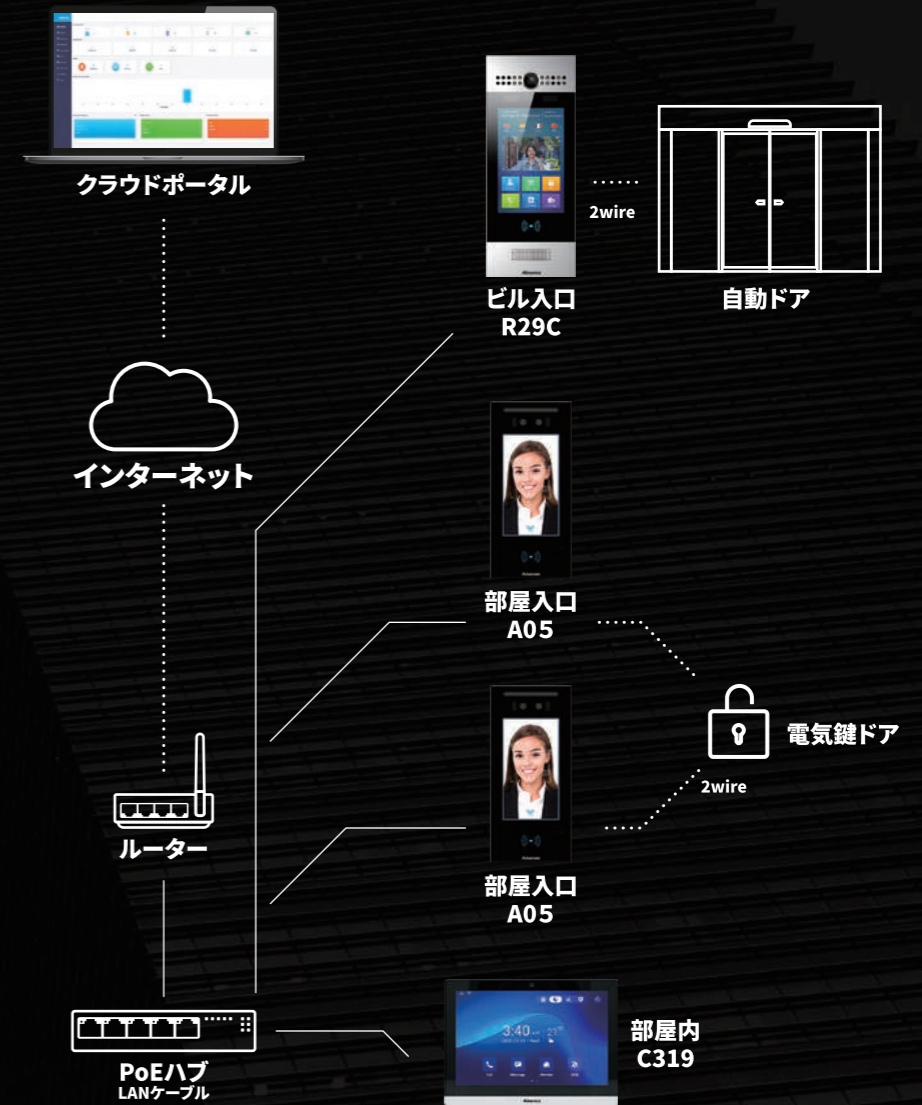 クラウドポータル
2wire
ビル入口
R29C
自動ドア
インターネット
部屋入口
A05
電気鍵ドア
2wire
ルーター
部屋入口
A05
3:40
部屋内
C319
PoEハブ
LANケーブル